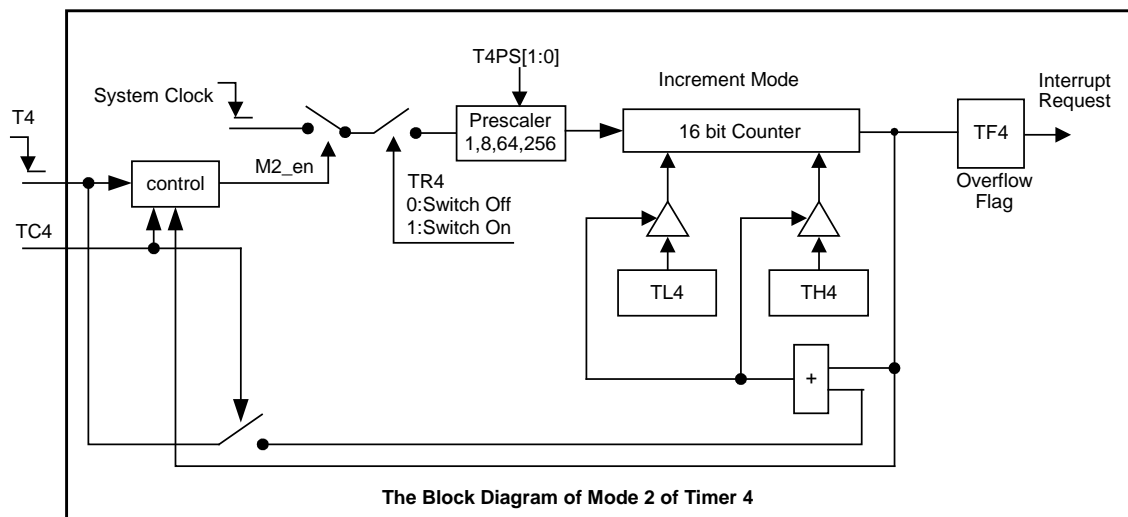 T4PS[1:0]
Increment Mode
Interrupt
Request
System Clock
T4
Prescaler
1,8,64,256
16 bit Counter
TF4
Overflow
Flag
control
M2_en
TR4
0:Switch Off
1:Switch On
TC4
TL4
TH4
+
The Block Diagram of Mode 2 of Timer 4